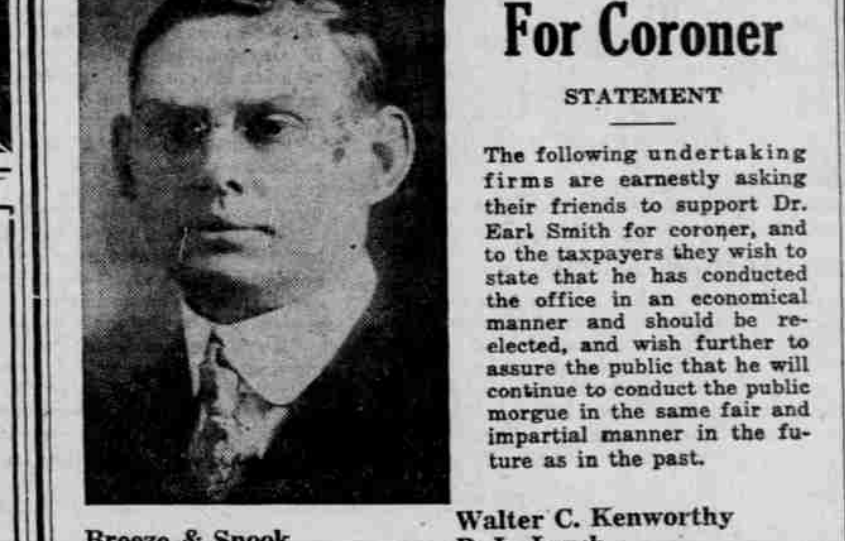 For Coroner
STATEMENT
The following undertaking
firms are earnestly asking
their friends to support Dr.
Earl Smith for coroner, and
to the taxpayers they wish to
state that he has conducted
the office in an economical
manner and should be re-
elected, and wish further to
assure the public that he will
continue to conduct the public
morgue in the same fair and
impartial manner in the fu-
ture as in the past.
Breeze & Snook
Walter C. Kenworthy